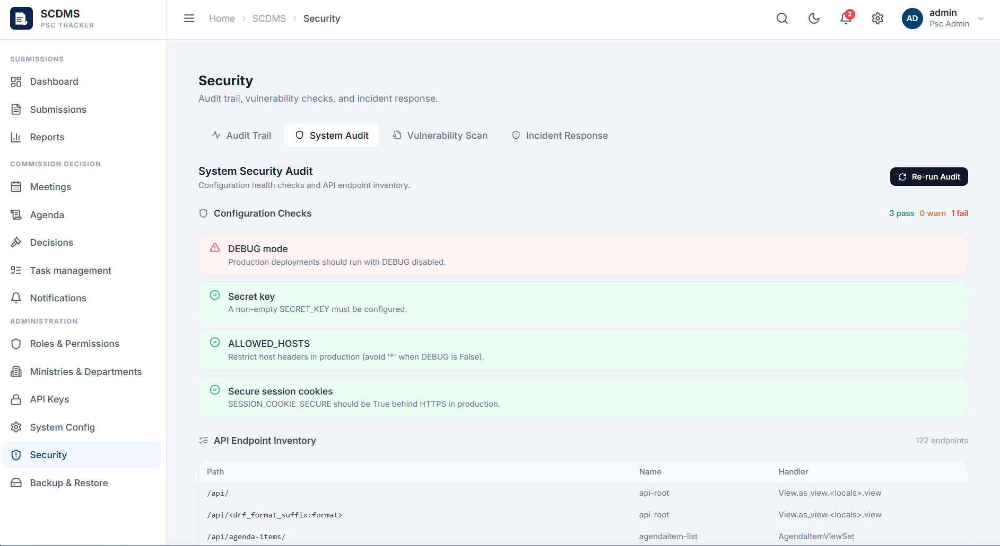 SCDMS
PSC TRACKER
Home
SCDMS
Security
2
AD
admin
Psc Admin
SUBMISSIONS
Dashboard
Submissions
Reports
COMMISSION DECISION
Meetings
Agenda
Decisions
Task management
Notifications
ADMINISTRATION
Roles & Permissions
Ministries & Departments
API Keys
System Config
Security
Backup & Restore
Security
Audit trail, vulnerability checks, and incident response.
Audit Trail
System Audit
Vulnerability Scan
Incident Response
System Security Audit
Configuration health checks and API endpoint inventory.
Re-run Audit
Configuration Checks
3 pass 0 warn 1 fail
DEBUG mode
Production deployments should run with DEBUG disabled.
Secret key
A non-empty SECRET_KEY must be configured.
ALLOWED_HOSTS
Restrict host headers in production (avoid '*' when DEBUG is False).
Secure session cookies
SESSION_COOKIE_SECURE should be True behind HTTPS in production.
API Endpoint Inventory
122 endpoints
Path Name Handler
/api/ api-root View.as_view.<locals>.view
/api/<drf_format_suffix:format> api-root View.as_view.<locals>.view
/api/agenda-items/ agendaitem-list AgendaItemViewSet